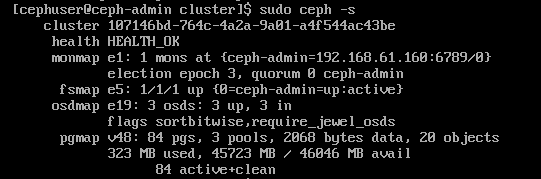 [cephuser@ceph-admin cluster]$ sudo ceph -s
cluster 107146bd-764c-4a2a-9a01-a4f544ac43be
health HEALTH_OK
monmap e1: 1 mons at {ceph-admin=192.168.61.160:6789/0}
election epoch 3, quorum 0 ceph-admin
fsmap e5: 1/1/1 up {0=ceph-admin=up:active}
osdmap e19: 3 osds: 3 up, 3 in
flags sortbitwise,require_jewel_osds
pgmap v48: 84 pgs, 3 pools, 2068 bytes data, 20 objects
323 MB used, 45723 MB / 46046 MB avail
84 active+clean